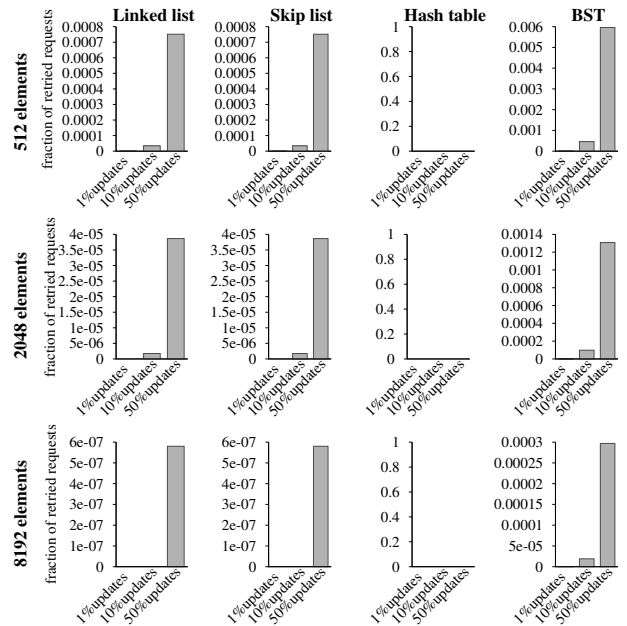 Linked list
Skip list
Hash table
BST
512 elements
fraction of retried requests
0.0008
0.0007
0.0006
0.0005
0.0004
0.0003
0.0002
0.0001
0
1%updates
10%updates
50%updates
0.0008
0.0007
0.0006
0.0005
0.0004
0.0003
0.0002
0.0001
0
1%updates
10%updates
50%updates
1
0.8
0.6
0.4
0.2
0
1%updates
10%updates
50%updates
0.006
0.005
0.004
0.003
0.002
0.001
0
1%updates
10%updates
50%updates
2048 elements
fraction of retried requests
4e-05
3.5e-05
3e-05
2.5e-05
2e-05
1.5e-05
1e-05
5e-06
0
1%updates
10%updates
50%updates
4e-05
3.5e-05
3e-05
2.5e-05
2e-05
1.5e-05
1e-05
5e-06
0
1%updates
10%updates
50%updates
1
0.8
0.6
0.4
0.2
0
1%updates
10%updates
50%updates
0.0014
0.0012
0.001
0.0008
0.0006
0.0004
0.0002
0
1%updates
10%updates
50%updates
8192 elements
fraction of retried requests
6e-07
5e-07
4e-07
3e-07
2e-07
1e-07
0
1%updates
10%updates
50%updates
6e-07
5e-07
4e-07
3e-07
2e-07
1e-07
0
1%updates
10%updates
50%updates
1
0.8
0.6
0.4
0.2
0
1%updates
10%updates
50%updates
0.0003
0.00025
0.0002
0.00015
0.0001
5e-05
0
1%updates
10%updates
50%updates